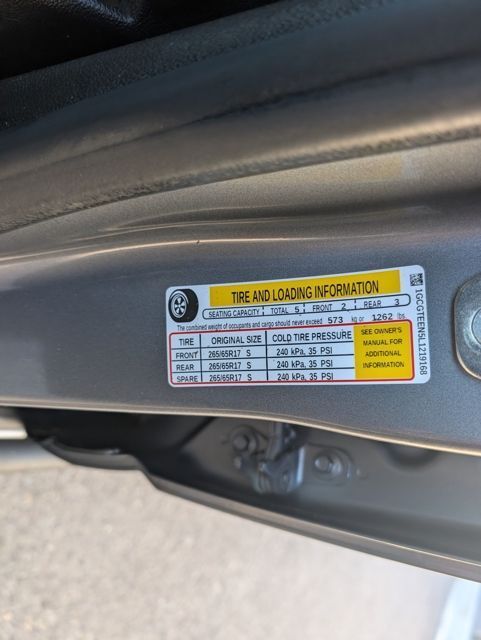 TIRE AND LOADING INFORMATION
SEATING CAPACITY TOTAL 5 FRONT 2 REAR 3
The combined weight of occupants and cargo should never exceed 573 kg or 1262 lbs.
TIRE ORIGINAL SIZE COLD TIRE PRESSURE
FRONT 265/65R17 S 240 kPa, 35 PSI
REAR 265/65R17 S 240 kPa, 35 PSI
SPARE 265/65R17 S 240 kPa, 35 PSI
SEE OWNER'S
MANUAL FOR
ADDITIONAL
INFORMATION
1GCGTEEN5L1219168